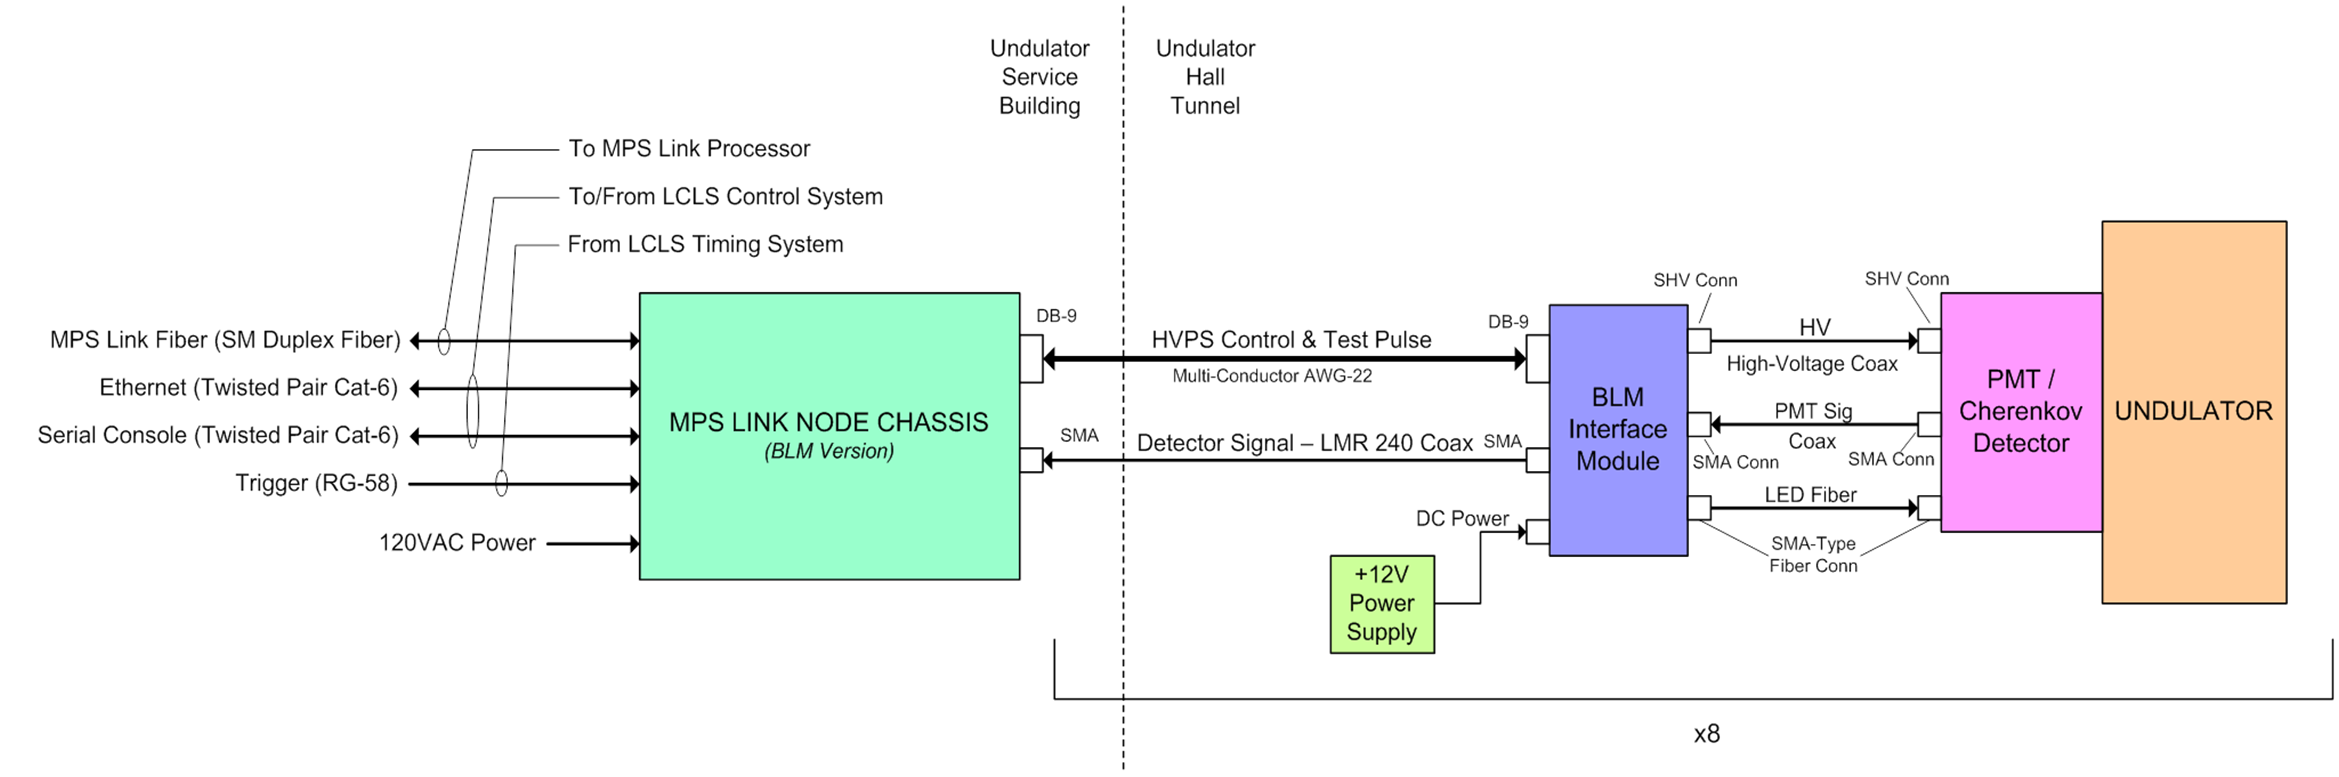 Undulator
Service
Building
Undulator
Hall
Tunnel
To MPS Link Processor
To/From LCLS Control System
From LCLS Timing System
MPS Link Fiber (SM Duplex Fiber)
Ethernet (Twisted Pair Cat-6)
Serial Console (Twisted Pair Cat-6)
Trigger (RG-58)
120VAC Power
MPS LINK NODE CHASSIS
(BLM Version)
DB-9
SMA
HVPS Control & Test Pulse
Multi-Conductor AWG-22
Detector Signal – LMR 240 Coax
DB-9
SMA
DC Power
+12V
Power
Supply
BLM
Interface
Module
SHV Conn
SHV Conn
HV
High-Voltage Coax
PMT Sig
Coax
SMA Conn
SMA Conn
LED Fiber
SMA-Type
Fiber Conn
PMT /
Cherenkov
Detector
UNDULATOR
x8